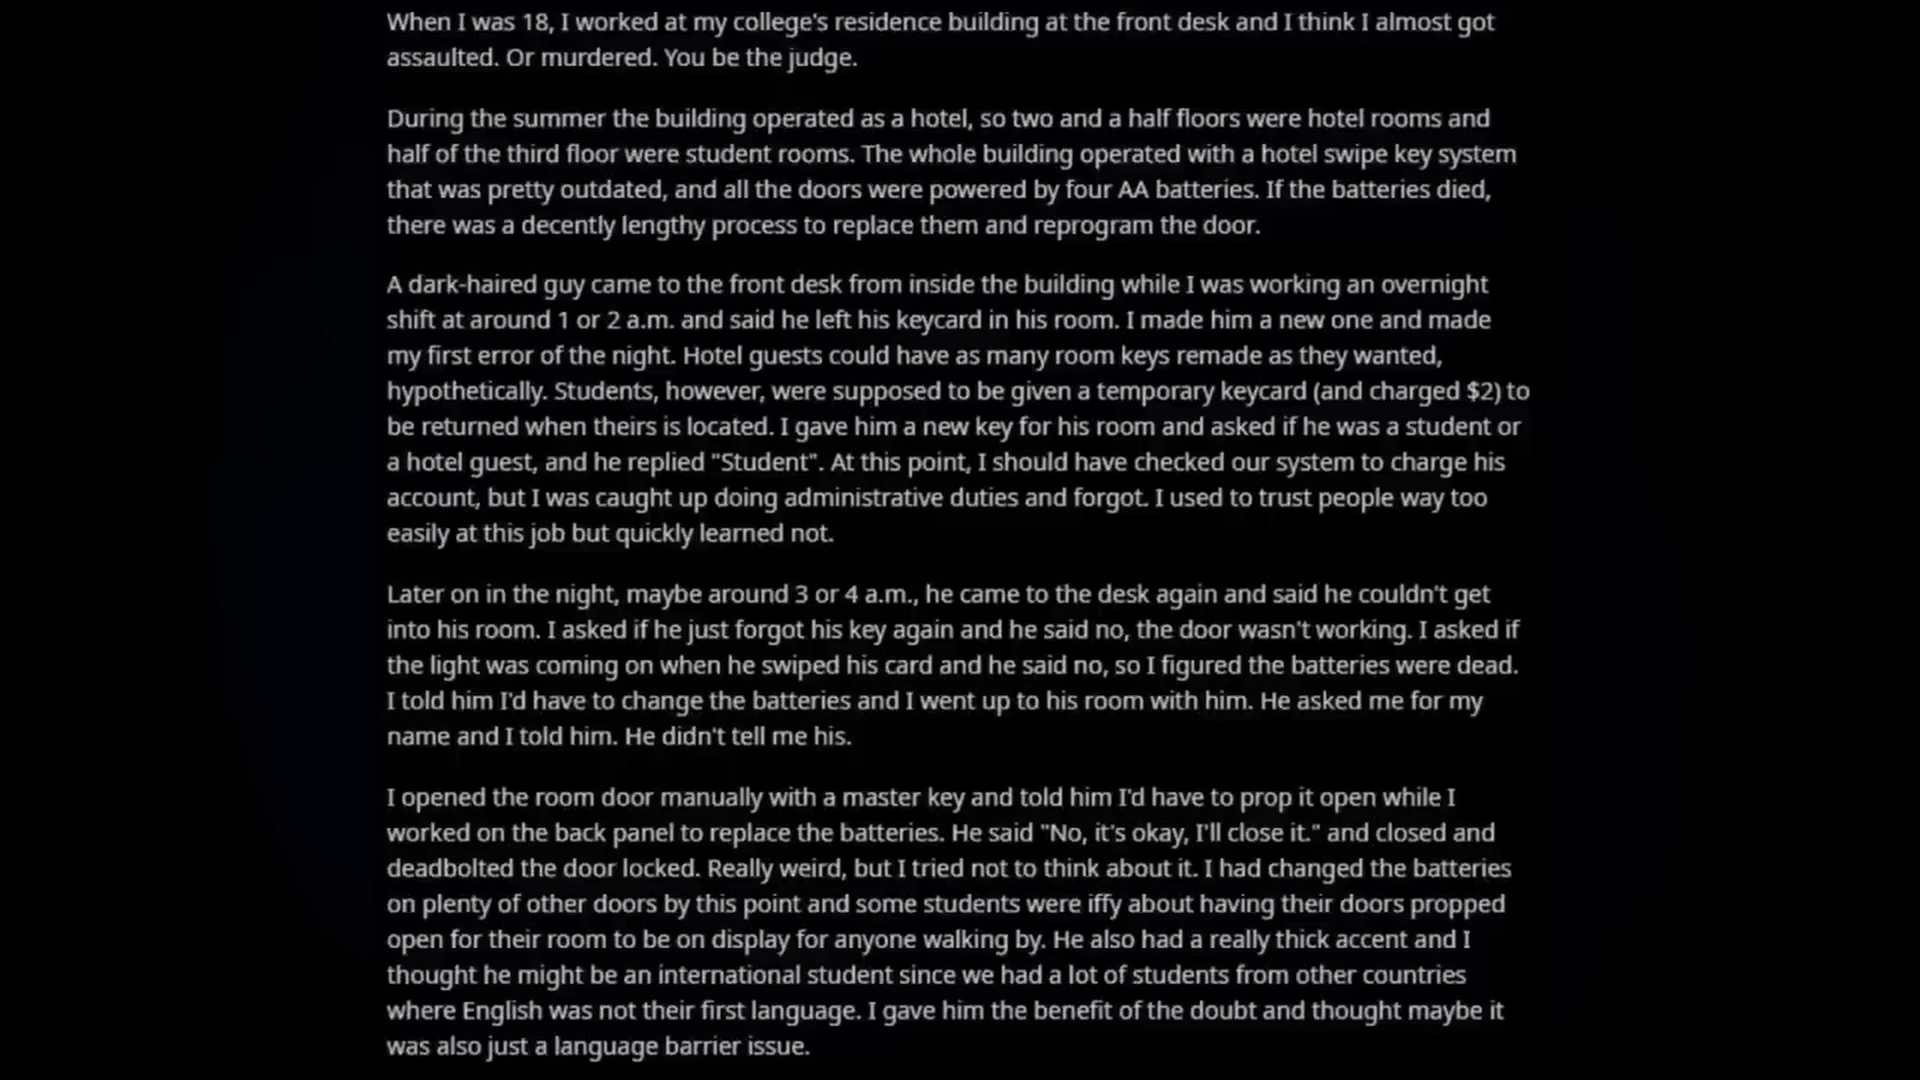 When I was 18, I worked at my college's residence building at the front desk and I think I almost got
assaulted. Or murdered. You be the judge.
During the summer the building operated as a hotel, so two and a half floors were hotel rooms and
half of the third floor were student rooms. The whole building operated with a hotel swipe key system
that was pretty outdated, and all the doors were powered by four AA batteries. If the batteries died,
there was a decently lengthy process to replace them and reprogram the door.
A dark-haired guy came to the front desk from inside the building while I was working an overnight
shift at around 1 or 2 a.m. and said he left his keycard in his room. I made him a new one and made
my first error of the night. Hotel guests could have as many room keys remade as they wanted,
hypothetically. Students, however, were supposed to be given a temporary keycard (and charged $2) to
be returned when theirs is located. I gave him a new key for his room and asked if he was a student or
a hotel guest, and he replied "Student". At this point, I should have checked our system to charge his
account, but I was caught up doing administrative duties and forgot. I used to trust people way too
easily at this job but quickly learned not.
Later on in the night, maybe around 3 or 4 a.m., he came to the desk again and said he couldn't get
into his room. I asked if he just forgot his key again and he said no, the door wasn't working. I asked if
the light was coming on when he swiped his card and he said no, so I figured the batteries were dead.
I told him I'd have to change the batteries and I went up to his room with him. He asked me for my
name and I told him. He didn't tell me his.
I opened the room door manually with a master key and told him I'd have to prop it open while I
worked on the back panel to replace the batteries. He said "No, it's okay, I'll close it." and closed and
deadbolted the door locked. Really weird, but I tried not to think about it. I had changed the batteries
on plenty of other doors by this point and some students were iffy about having their doors propped
open for their room to be on display for anyone walking by. He also had a really thick accent and I
thought he might be an international student since we had a lot of students from other countries
where English was not their first language. I gave him the benefit of the doubt and thought maybe it
was also just a language barrier issue.